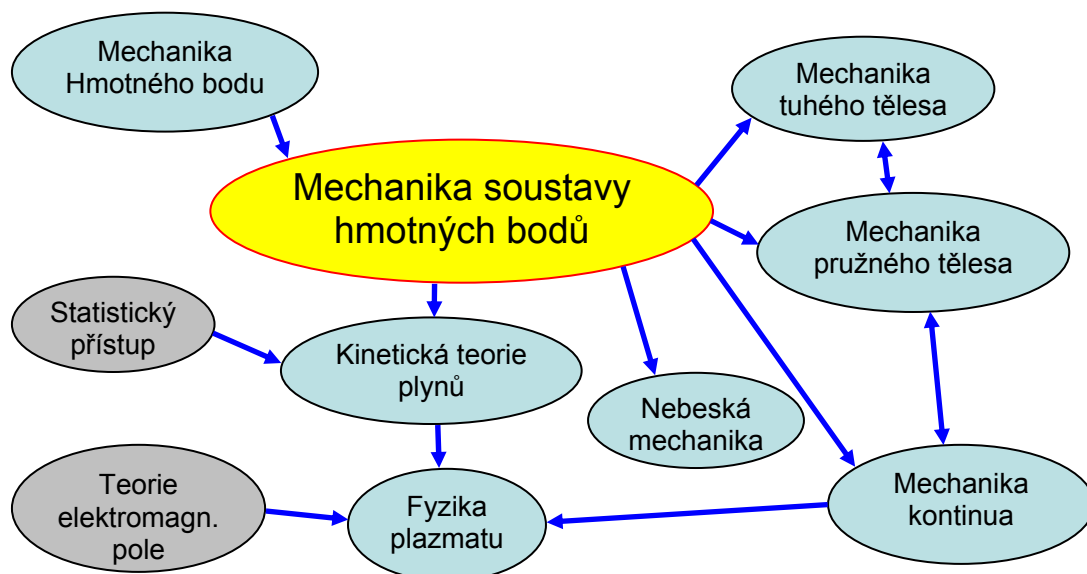 Mechanika
Hmotného bodu
Mechanika
tuhého tělesa
Mechanika soustavy
hmotných bodů
Mechanika
pružného tělesa
Statistický
přístup
Kinetická teorie
plynů
Nebeská
mechanika
Teorie
elektromagn.
pole
Fyzika
plazmatu
Mechanika
kontinua